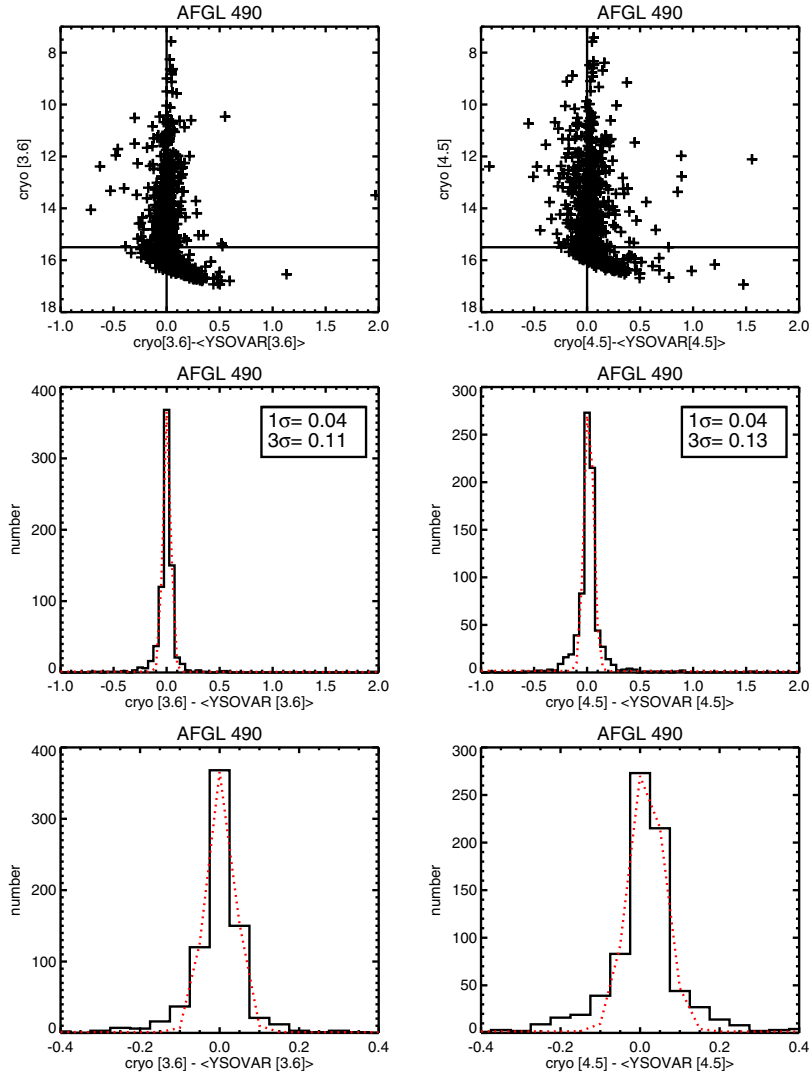 AFGL 490
8
10
12
14
16
18
cryo [3.6]
-1.0 -0.5 0.0 0.5 1.0 1.5 2.0
cryo[3.6]-<YSOVAR[3.6]>
AFGL 490
8
10
12
14
16
18
cryo [4.5]
-1.0 -0.5 0.0 0.5 1.0 1.5 2.0
cryo[4.5]-<YSOVAR[4.5]>
AFGL 490
1σ= 0.04
3σ= 0.11
400
300
200
100
0
number
-1.0 -0.5 0.0 0.5 1.0 1.5 2.0
cryo [3.6] - <YSOVAR [3.6]>
AFGL 490
1σ= 0.04
3σ= 0.13
300
250
200
150
100
50
0
number
-1.0 -0.5 0.0 0.5 1.0 1.5 2.0
cryo [4.5] - <YSOVAR [4.5]>
AFGL 490
400
300
200
100
0
number
-0.4 -0.2 0.0 0.2 0.4
cryo [3.6] - <YSOVAR [3.6]>
AFGL 490
300
250
200
150
100
50
0
number
-0.4 -0.2 0.0 0.2 0.4
cryo [4.5] - <YSOVAR [4.5]>